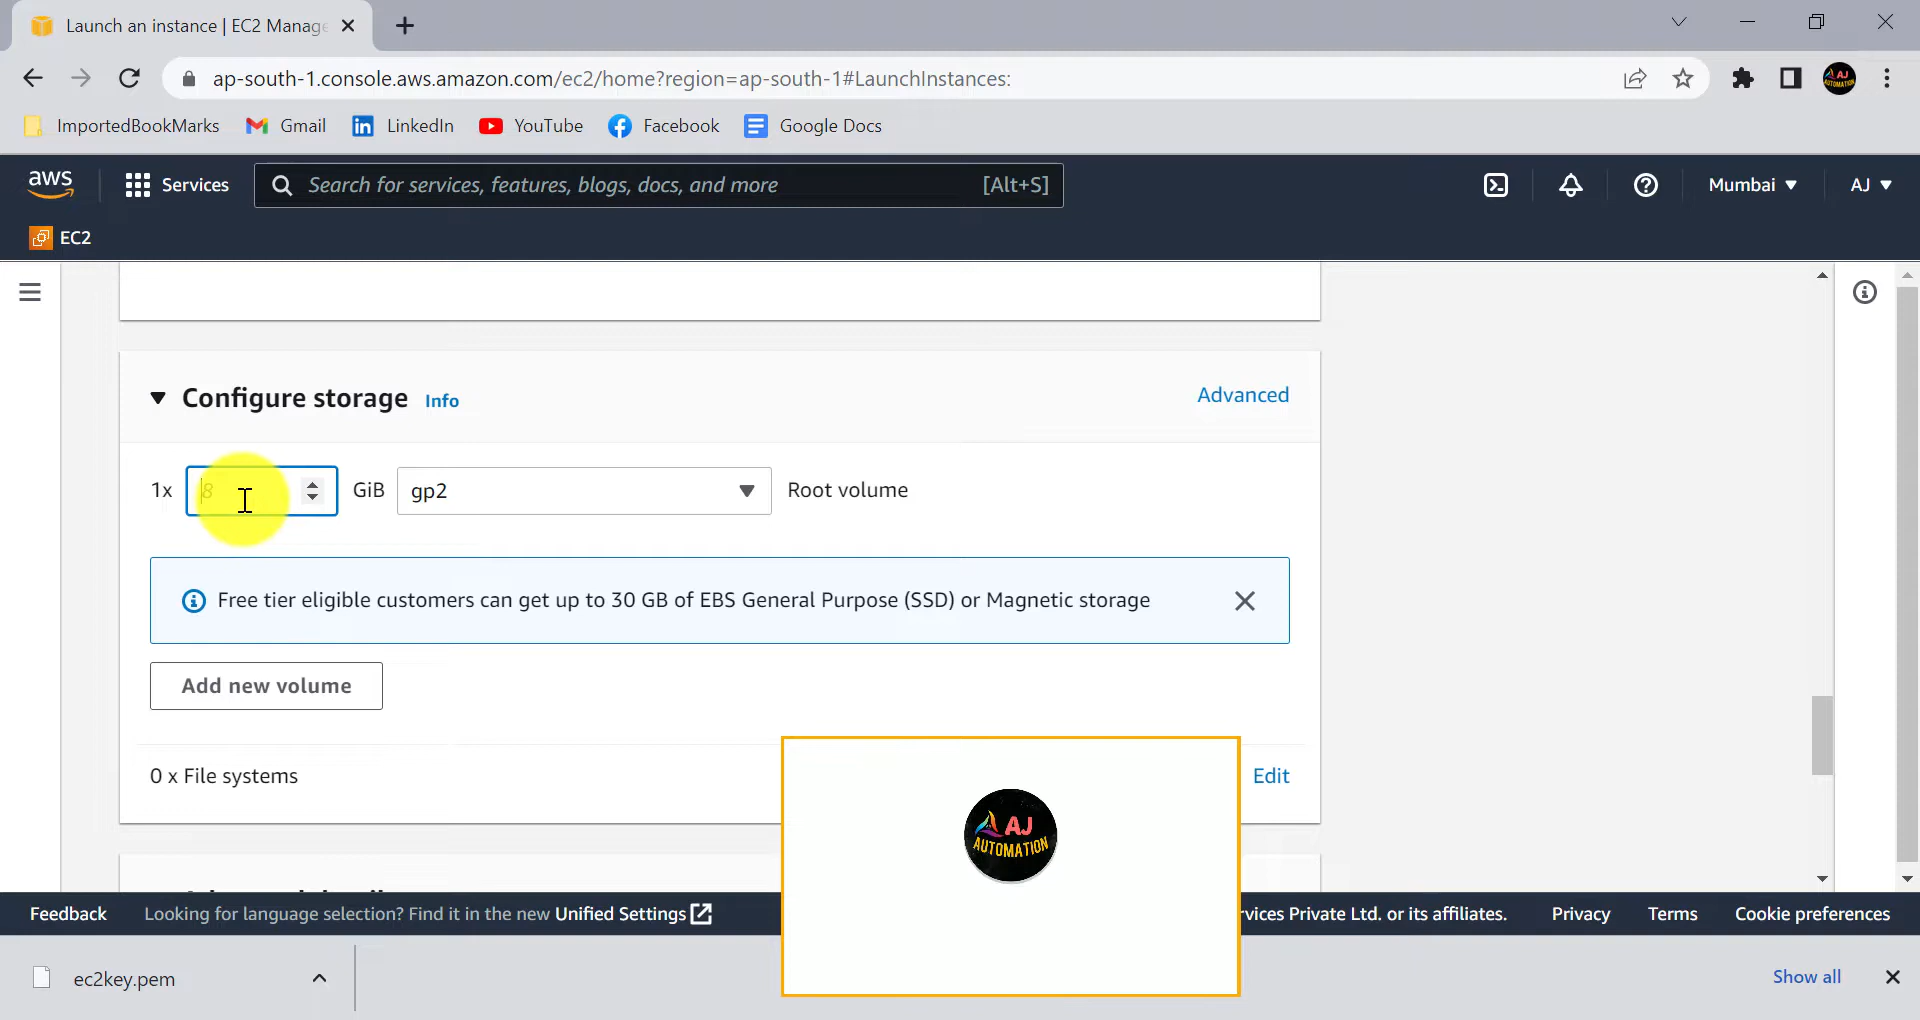 Launch an instance | EC2 Manage
ap-south-1.console.aws.amazon.com/ec2/home?region=ap-south-1#LaunchInstances:
ImportedBookMarks Gmail LinkedIn YouTube Facebook Google Docs
aws Services Search for services, features, blogs, docs, and more [Alt+S] Mumbai AJ
EC2
Configure storage Info Advanced
1x 8 GiB gp2 Root volume
Free tier eligible customers can get up to 30 GB of EBS General Purpose (SSD) or Magnetic storage
Add new volume
0 x File systems Edit
AJ
AUTOMATION
Feedback Looking for language selection? Find it in the new Unified Settings rvices Private Ltd. or its affiliates. Privacy Terms Cookie preferences
ec2key.pem Show all